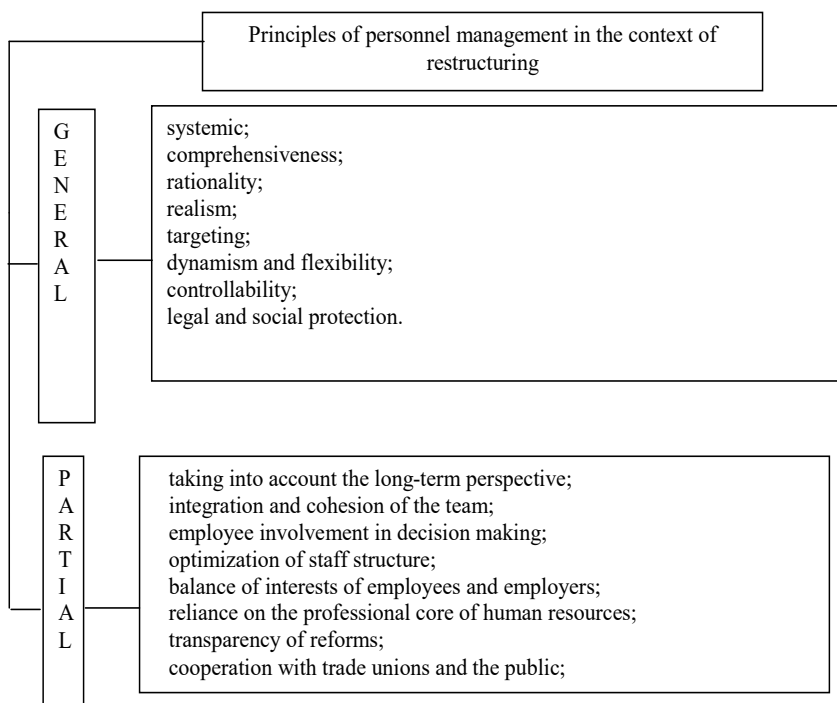 Principles of personnel management in the context of
restructuring
GENERAL
systemic;
comprehensiveness;
rationality;
realism;
targeting;
dynamism and flexibility;
controllability;
legal and social protection.
PARTIAL
taking into account the long-term perspective;
integration and cohesion of the team;
employee involvement in decision making;
optimization of staff structure;
balance of interests of employees and employers;
reliance on the professional core of human resources;
transparency of reforms;
cooperation with trade unions and the public;